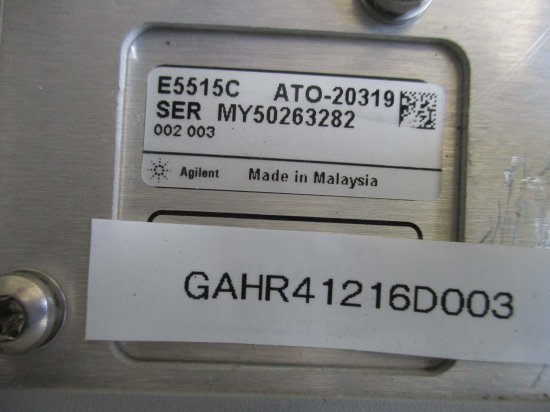 E5515C ATO-20319
SER MY50263282
002 003
Agilent Made in Malaysia
GAHR41216D003